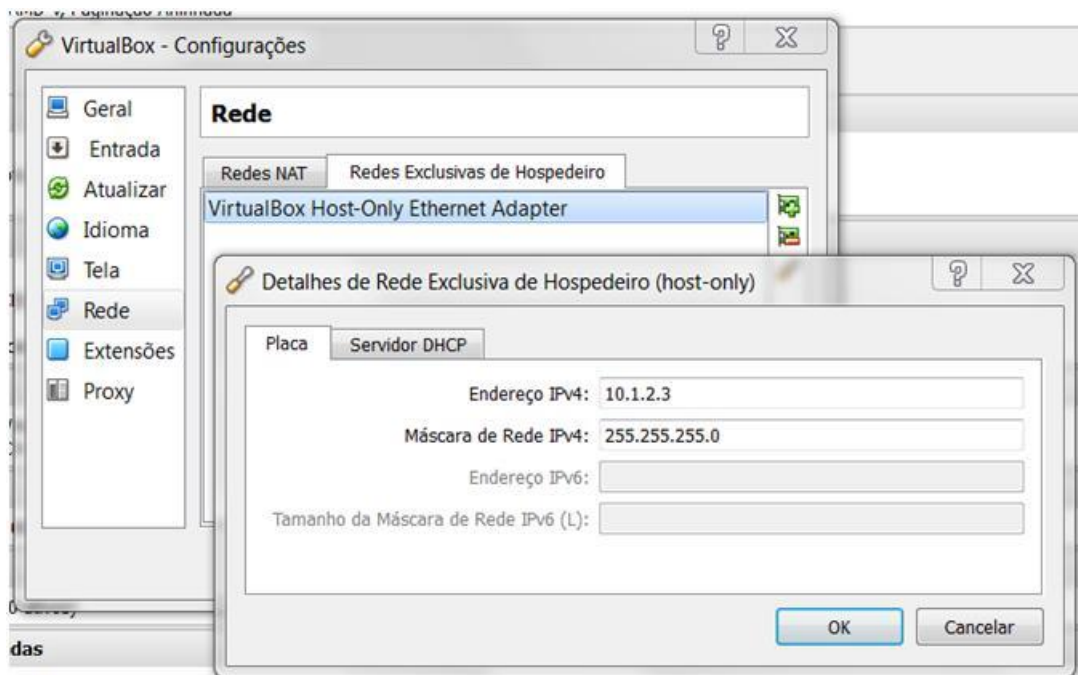 Paginação Aninhada
VirtualBox - Configurações
Geral
Entrada
Atualizar
Idioma
Tela
Rede
Extensões
Proxy
Rede
Redes NAT
Redes Exclusivas de Hospedeiro
VirtualBox Host-Only Ethernet Adapter
Detalhes de Rede Exclusiva de Hospedeiro (host-only)
Placa
Servidor DHCP
Endereço IPv4: 10.1.2.3
Máscara de Rede IPv4: 255.255.255.0
Endereço IPv6:
Tamanho da Máscara de Rede IPv6 (L):
OK
Cancelar
das